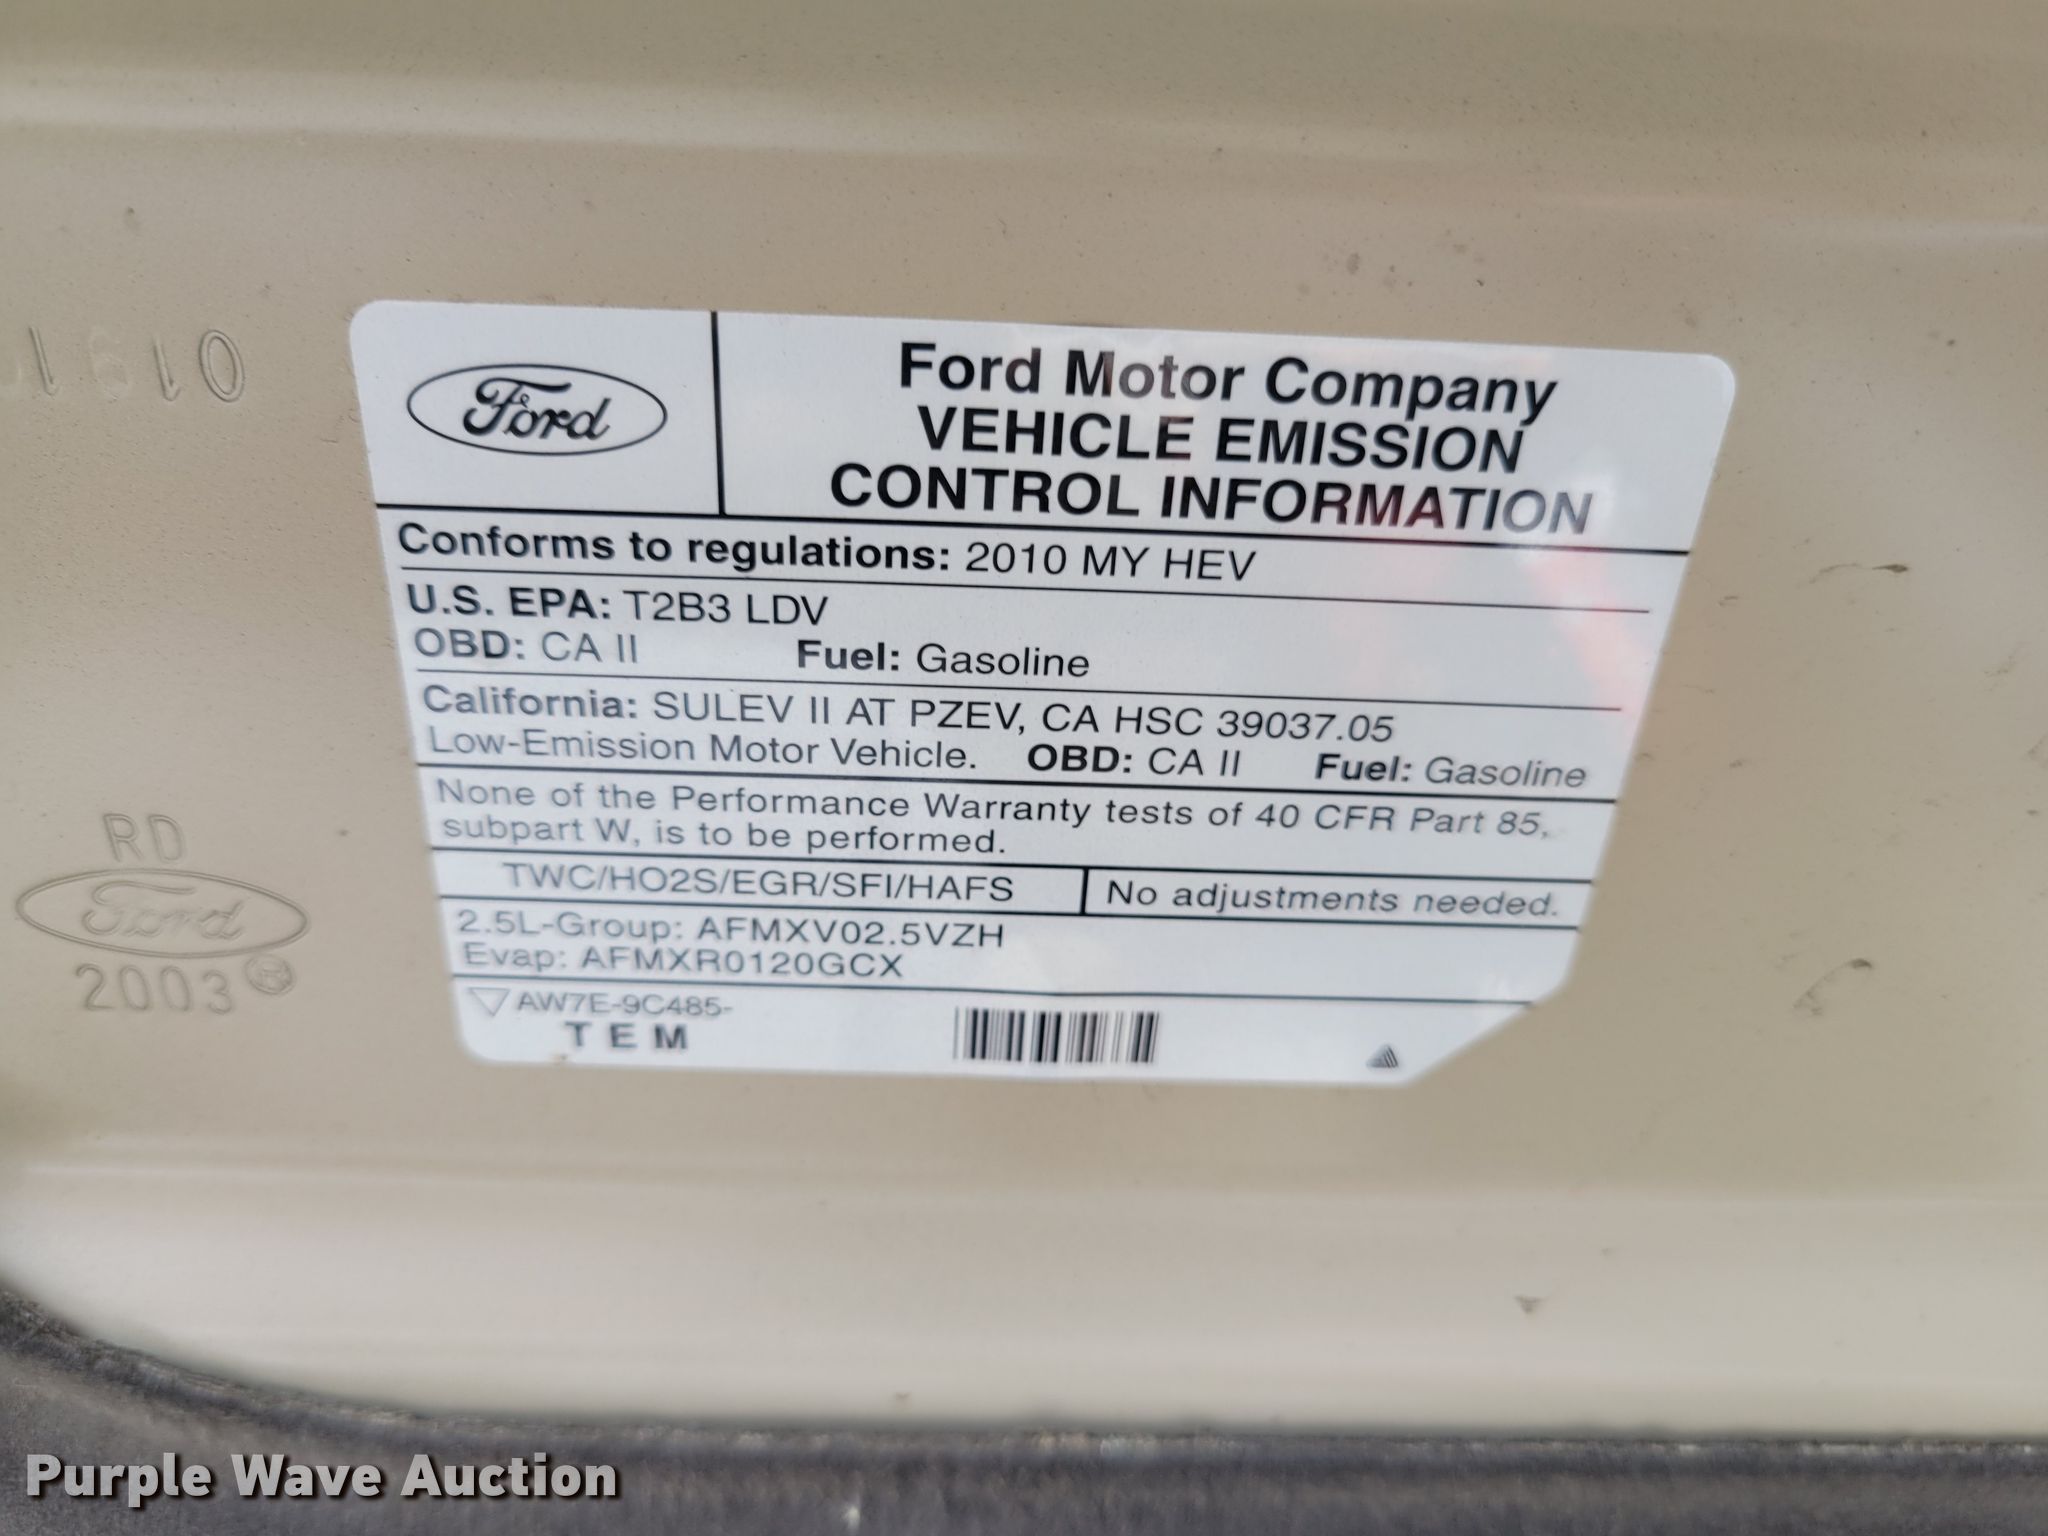 Ford
Ford Motor Company
VEHICLE EMISSION
CONTROL INFORMATION
Conforms to regulations: 2010 MY HEV
U.S. EPA: T2B3 LDV
OBD: CA II Fuel: Gasoline
California: SULEV II AT PZEV, CA HSC 39037.05
Low-Emission Motor Vehicle. OBD: CA II Fuel: Gasoline
None of the Performance Warranty tests of 40 CFR Part 85,
subpart W, is to be performed.
TWC/HO2S/EGR/SFI/HAFS No adjustments needed.
2.5L-Group: AFMXV02.5VZH
Evap: AFMXR0120GCX
AW7E-9C485-
TEM
RD
Ford
2003
Purple Wave Auction